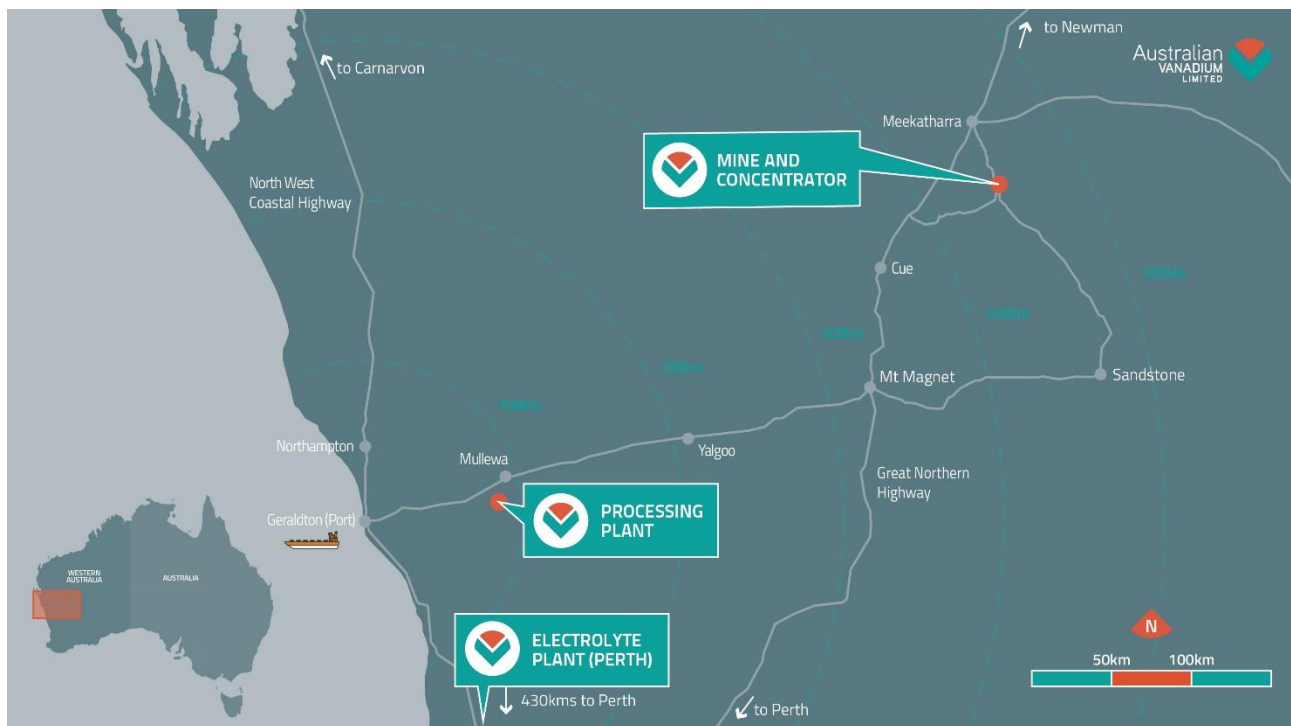 to Newman
Australian
VANADIUM
LIMITED
to Carnarvon
Meekatharra
MINE AND
CONCENTRATOR
North West
Coastal Highway
Cue
Mt Magnet
Sandstone
Northampton
Yalgoo
Mullewa
Great Northern
Highway
PROCESSING
PLANT
Geraldton (Port)
WESTERN
AUSTRALIA
AUSTRALIA
ELECTROLYTE
PLANT (PERTH)
N
50km
100km
430kms to Perth
to Perth